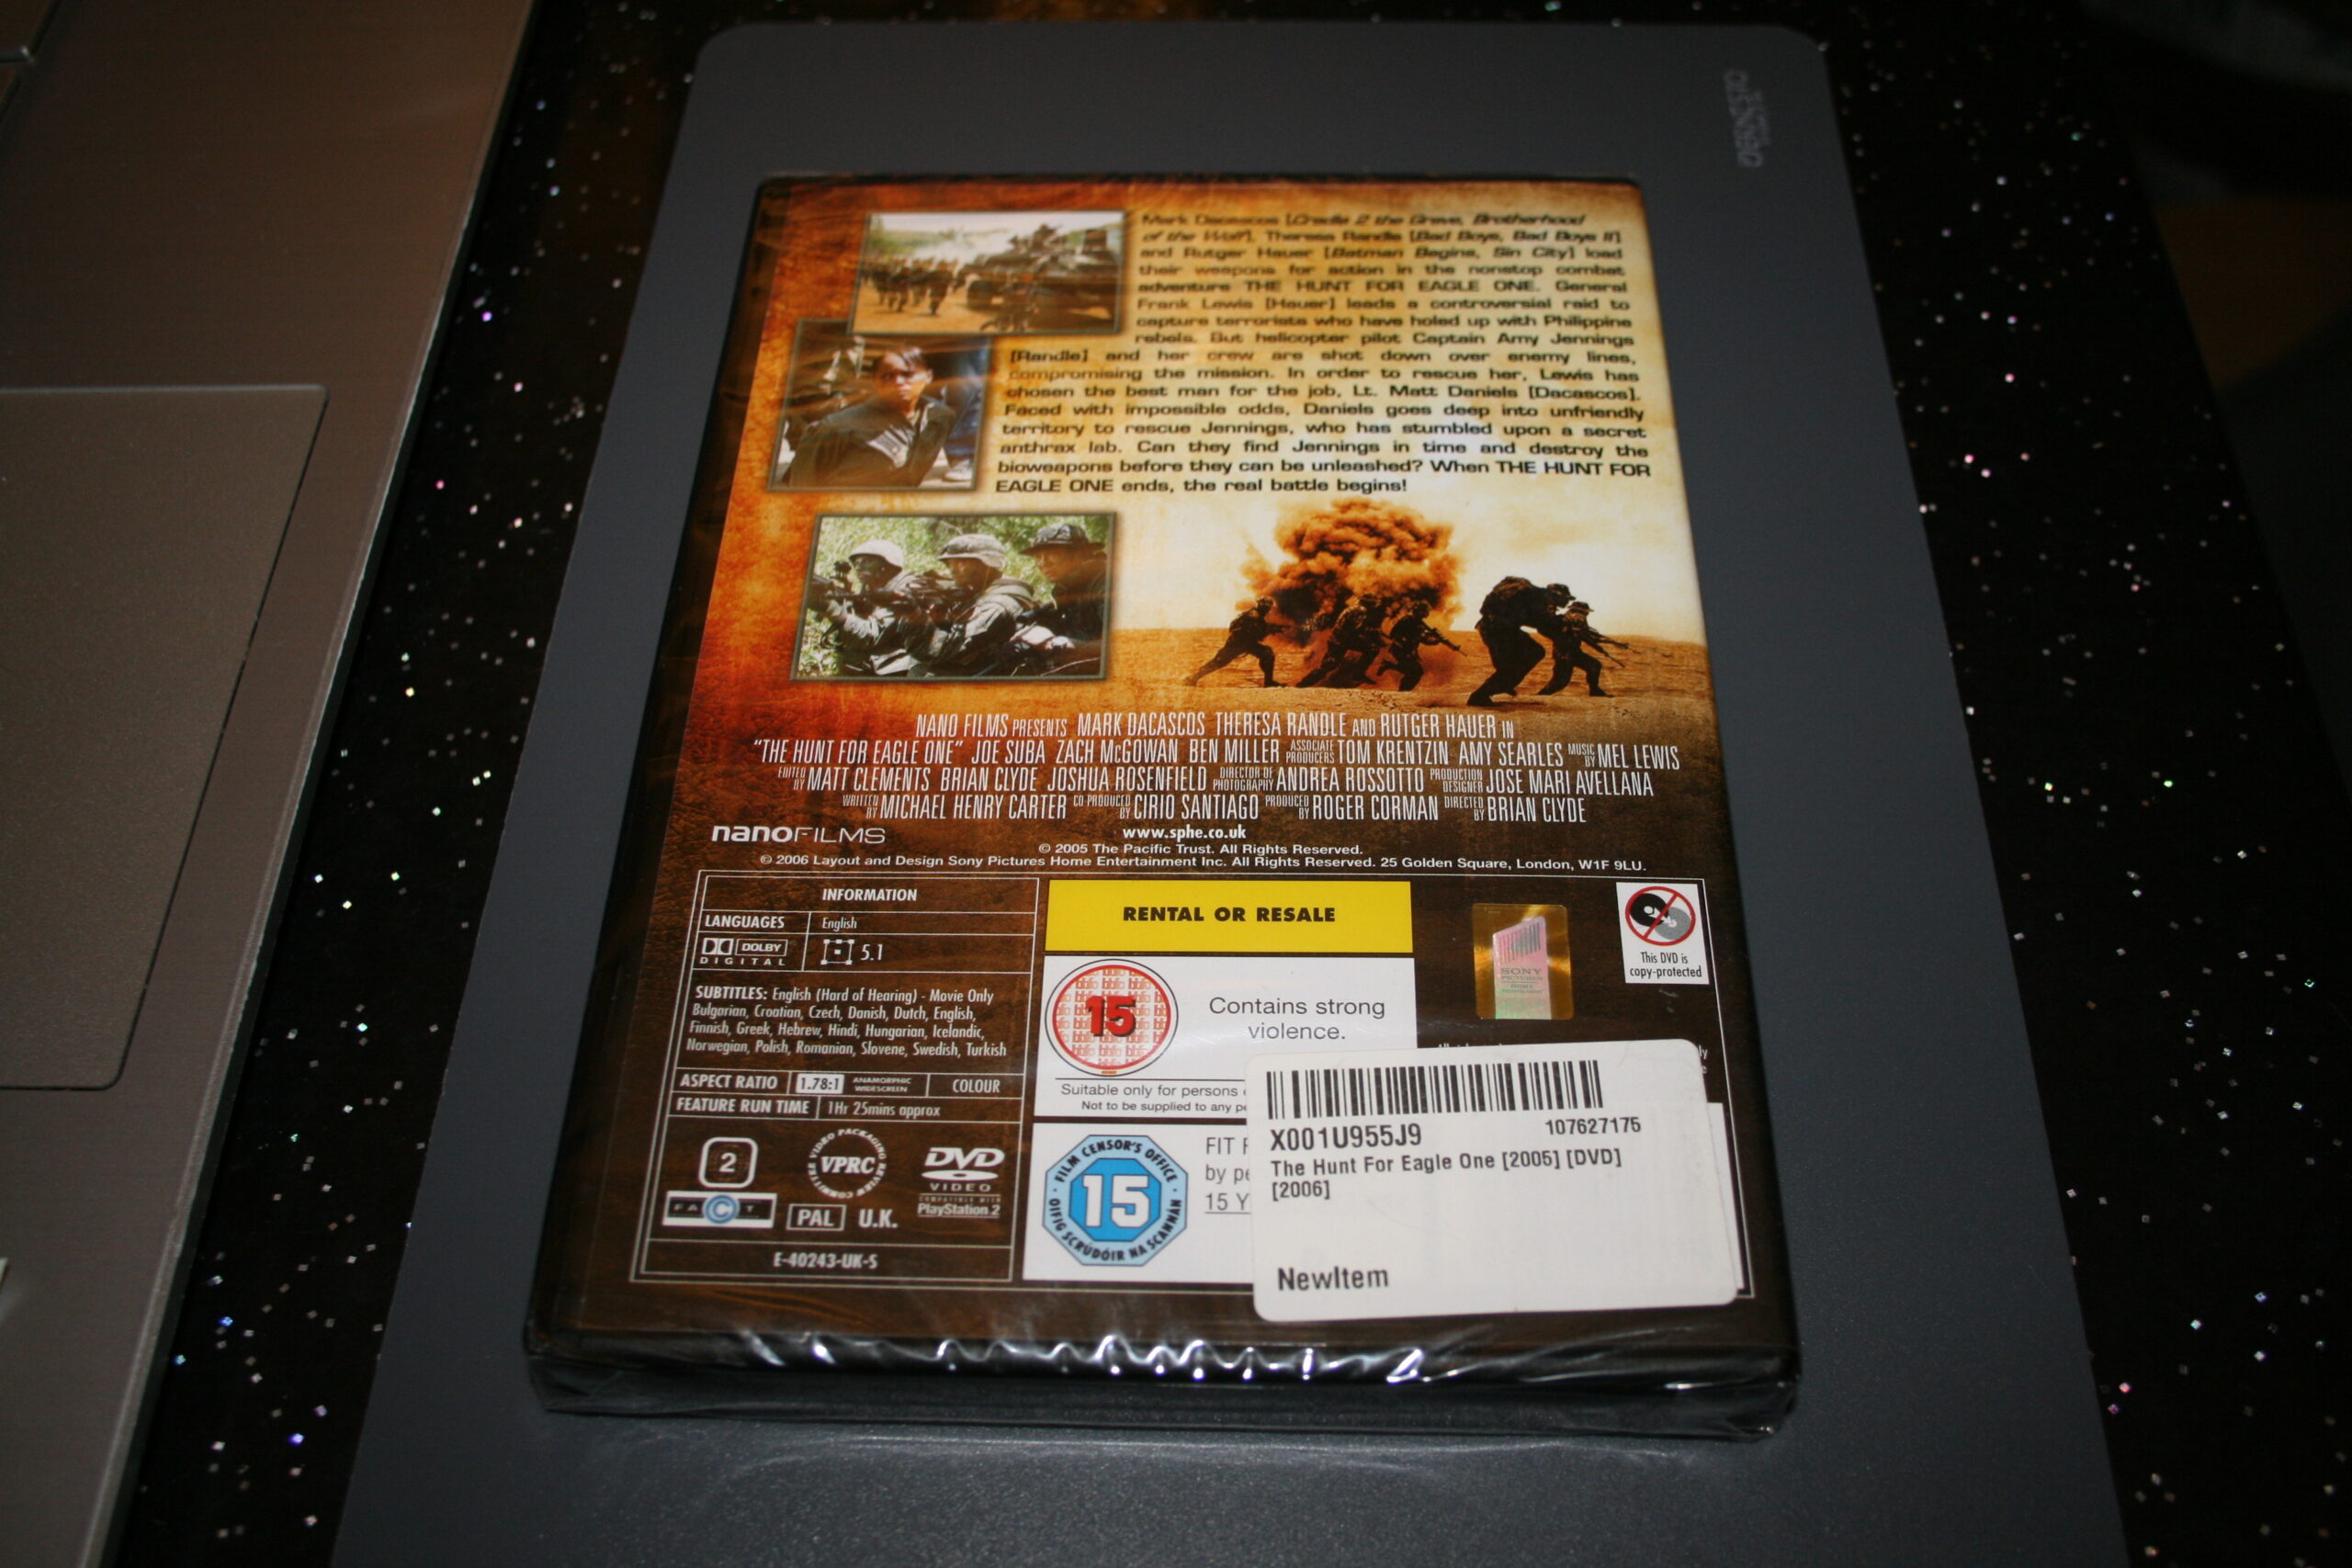 Mark Dacascos [Cradle 2 the Grave, Brotherhood
of the Wolf], Theresa Randle [Bad Boys, Bad Boys II]
and Rutger Hauer [Batman Begins, Sin City] load
their weapons for action in the nonstop combat
adventure THE HUNT FOR EAGLE ONE. General
Frank Lewis [Hauer] leads a controversial raid to
capture terrorists who have holed up with Philippine
rebels. But helicopter pilot Captain Amy Jennings
[Randle] and her crew are shot down over enemy lines,
compromising the mission. In order to rescue her, Lewis has
chosen the best man for the job, Lt. Matt Daniels [Dacascos].
Faced with impossible odds, Daniels goes deep into unfriendly
territory to rescue Jennings, who has stumbled upon a secret
anthrax lab. Can they find Jennings in time and destroy the
bioweapons before they can be unleashed? When THE HUNT FOR
EAGLE ONE ends, the real battle begins!
NANO FILMS PRESENTS MARK DACASCOS THERESA RANDLE AND RUTGER HAUER IN
"THE HUNT FOR EAGLE ONE" JOE SUBA ZACH McGOWAN BEN MILLER ASSOCIATE PRODUCERS TOM KRENTZIN AMY SEARLES MUSIC BY MEL LEWIS
EDITED BY MATT CLEMENTS BRIAN CLYDE JOSHUA ROSENFIELD DIRECTOR OF PHOTOGRAPHY ANDREA ROSSOTTO PRODUCTION DESIGNER JOSE MARI AVELLANA
WRITTEN BY MICHAEL HENRY CARTER CO-PRODUCED BY CIRIO SANTIAGO PRODUCED BY ROGER CORMAN DIRECTED BY BRIAN CLYDE
nanoFILMS
www.sphe.co.uk
© 2005 The Pacific Trust. All Rights Reserved.
© 2006 Layout and Design Sony Pictures Home Entertainment Inc. All Rights Reserved. 25 Golden Square, London, W1F 9LU.
INFORMATION
LANGUAGES English
DOLBY DIGITAL 5.1
SUBTITLES: English (Hard of Hearing) - Movie Only
Bulgarian, Croatian, Czech, Danish, Dutch, English,
Finnish, Greek, Hebrew, Hindi, Hungarian, Icelandic,
Norwegian, Polish, Romanian, Slovene, Swedish, Turkish
ASPECT RATIO 1.78:1 ANAMORPHIC WIDESCREEN COLOUR
FEATURE RUN TIME 1Hr 25mins approx
2
VIDEO PACKAGING REVIEW COMMITTEE
VPRC
DVD
VIDEO
COMPATIBLE WITH
PlayStation 2
FACT
PAL U.K.
E-40243-UK-S
RENTAL OR RESALE
15
Contains strong
violence.
Suitable only for persons
Not to be supplied to any
FILM CENSOR'S OFFICE
15
OIFIG SCRÚDÓIR NA SCANNÁN
FIT
by
15
SONY
PICTURES
This DVD is
copy-protected
X001U955J9 107627175
The Hunt For Eagle One [2005] [DVD]
[2006]
NewItem